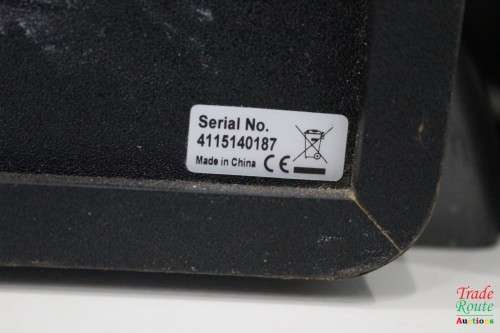 Serial No.
4115140187
Made in China CE
Trade
Route
Auctions